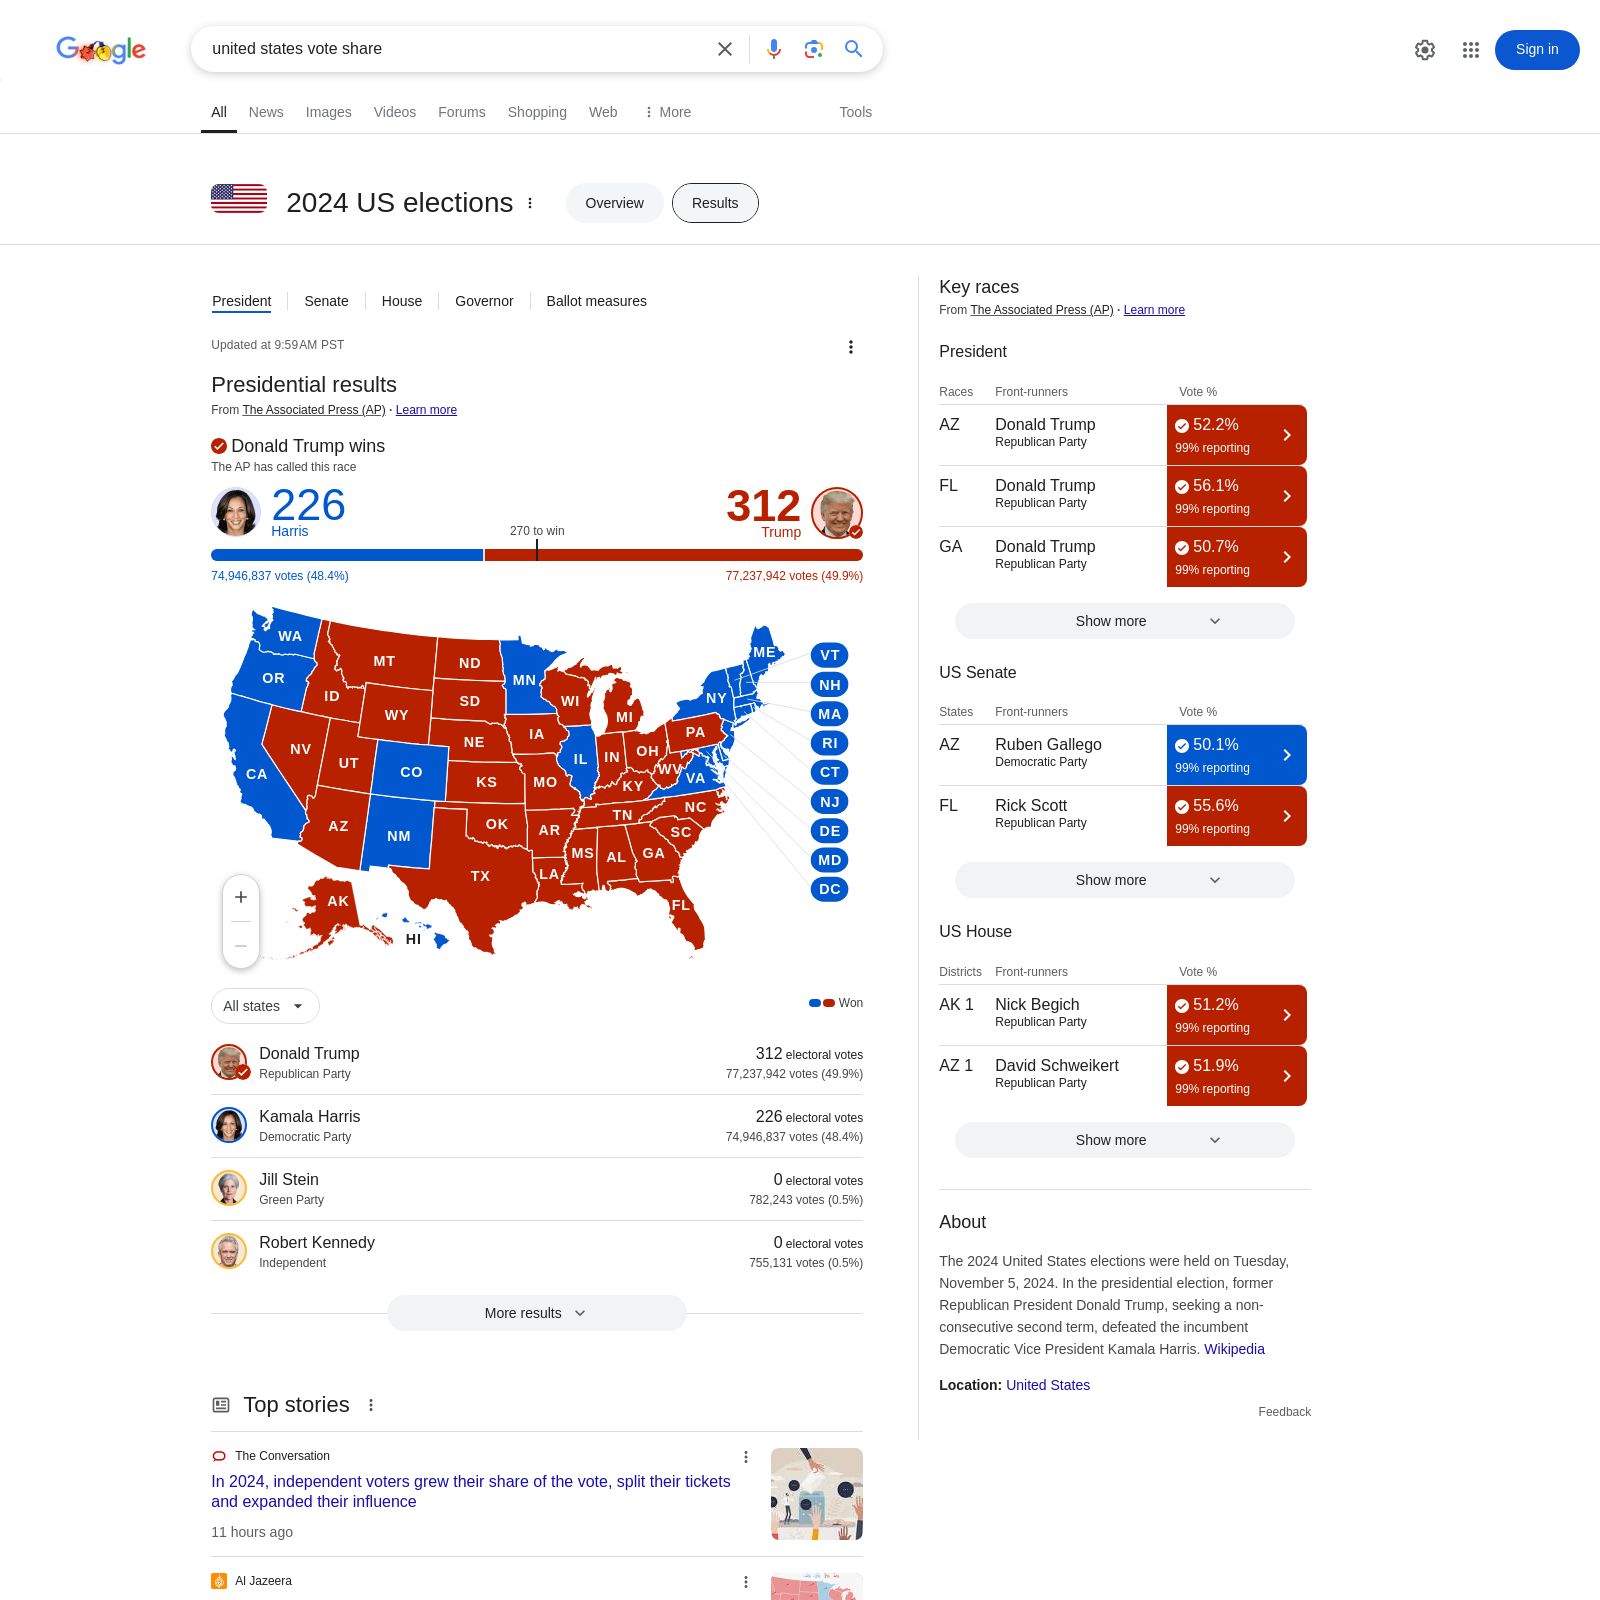 Google
united states vote share
Sign in
All
News
Images
Videos
Forums
Shopping
Web
More
Tools
2024 US elections
Overview
Results
President
Senate
House
Governor
Ballot measures
Updated at 9:59 AM PST
Presidential results
From The Associated Press (AP) · Learn more
Donald Trump wins
The AP has called this race
226
Harris
270 to win
312
Trump
74,946,837 votes (48.4%)
77,237,942 votes (49.9%)
WA
OR
CA
ID
NV
MT
WY
UT
AZ
CO
NM
ND
SD
NE
KS
OK
TX
MN
IA
MO
AR
LA
WI
IL
MI
IN
OH
KY
TN
MS
AL
GA
FL
SC
NC
VA
WV
PA
NY
ME
VT
NH
MA
RI
CT
NJ
DE
MD
DC
AK
HI
All states
Won
Donald Trump
Republican Party
312 electoral votes
77,237,942 votes (49.9%)
Kamala Harris
Democratic Party
226 electoral votes
74,946,837 votes (48.4%)
Jill Stein
Green Party
0 electoral votes
782,243 votes (0.5%)
Robert Kennedy
Independent
0 electoral votes
755,131 votes (0.5%)
More results
Top stories
The Conversation
In 2024, independent voters grew their share of the vote, split their tickets
and expanded their influence
11 hours ago
Al Jazeera
Key races
From The Associated Press (AP) · Learn more
President
Races Front-runners Vote %
AZ Donald Trump 52.2%
Republican Party 99% reporting
FL Donald Trump 56.1%
Republican Party 99% reporting
GA Donald Trump 50.7%
Republican Party 99% reporting
Show more
US Senate
States Front-runners Vote %
AZ Ruben Gallego 50.1%
Democratic Party 99% reporting
FL Rick Scott 55.6%
Republican Party 99% reporting
Show more
US House
Districts Front-runners Vote %
AK 1 Nick Begich 51.2%
Republican Party 99% reporting
AZ 1 David Schweikert 51.9%
Republican Party 99% reporting
Show more
About
The 2024 United States elections were held on Tuesday,
November 5, 2024. In the presidential election, former
Republican President Donald Trump, seeking a non-
consecutive second term, defeated the incumbent
Democratic Vice President Kamala Harris. Wikipedia
Location: United States
Feedback